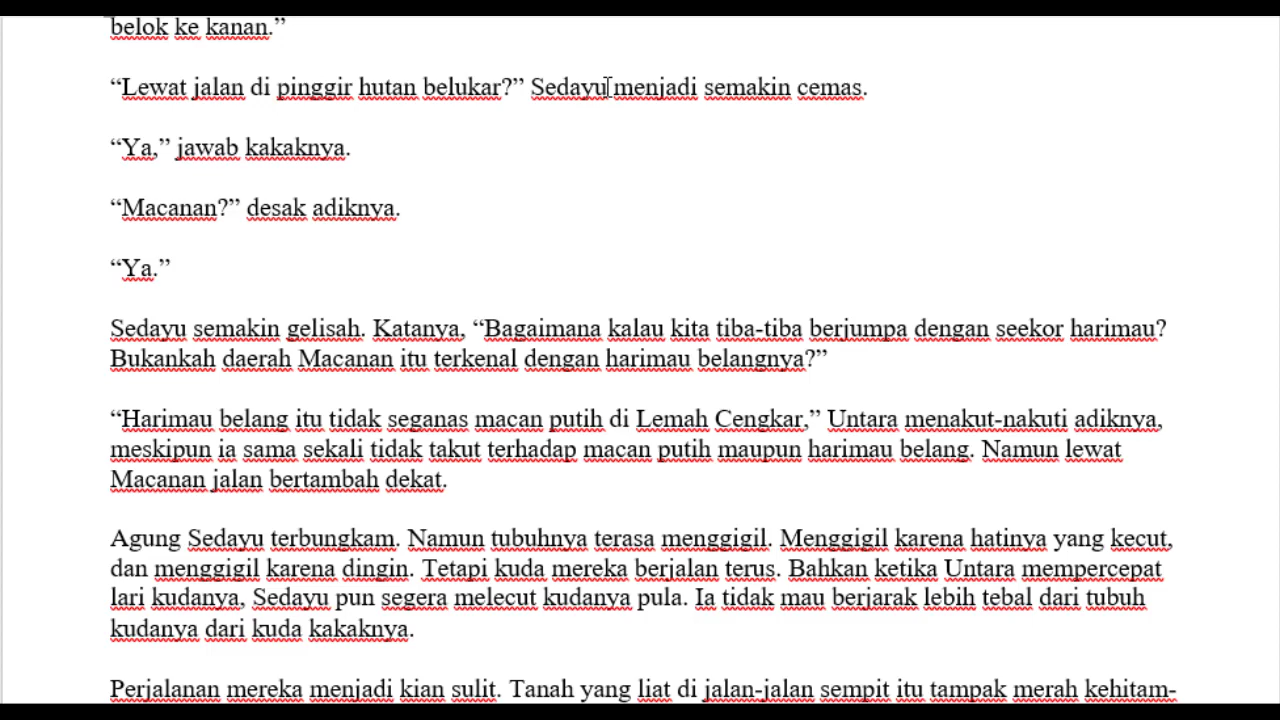 belok ke kanan.”
“Lewat jalan di pinggir hutan belukar?” Sedayu menjadi semakin cemas.
“Ya,” jawab kakaknya.
“Macanan?” desak adiknya.
“Ya.”
Sedayu semakin gelisah. Katanya, “Bagaimana kalau kita tiba-tiba berjumpa dengan seekor harimau?
Bukankah daerah Macanan itu terkenal dengan harimau belangnya?”
“Harimau belang itu tidak seganas macan putih di Lemah Cengkar,” Untara menakut-nakuti adiknya,
meskipun ia sama sekali tidak takut terhadap macan putih maupun harimau belang. Namun lewat
Macanan jalan bertambah dekat.
Agung Sedayu terbungkam. Namun tubuhnya terasa menggigil. Menggigil karena hatinya yang kecut,
dan menggigil karena dingin. Tetapi kuda mereka berjalan terus. Bahkan ketika Untara mempercepat
lari kudanya, Sedayu pun segera melecut kudanya pula. Ia tidak mau berjarak lebih tebal dari tubuh
kudanya dari kuda kakaknya.
Perjalanan mereka menjadi kian sulit. Tanah yang liat di jalan-jalan sempit itu tampak merah kehitam-